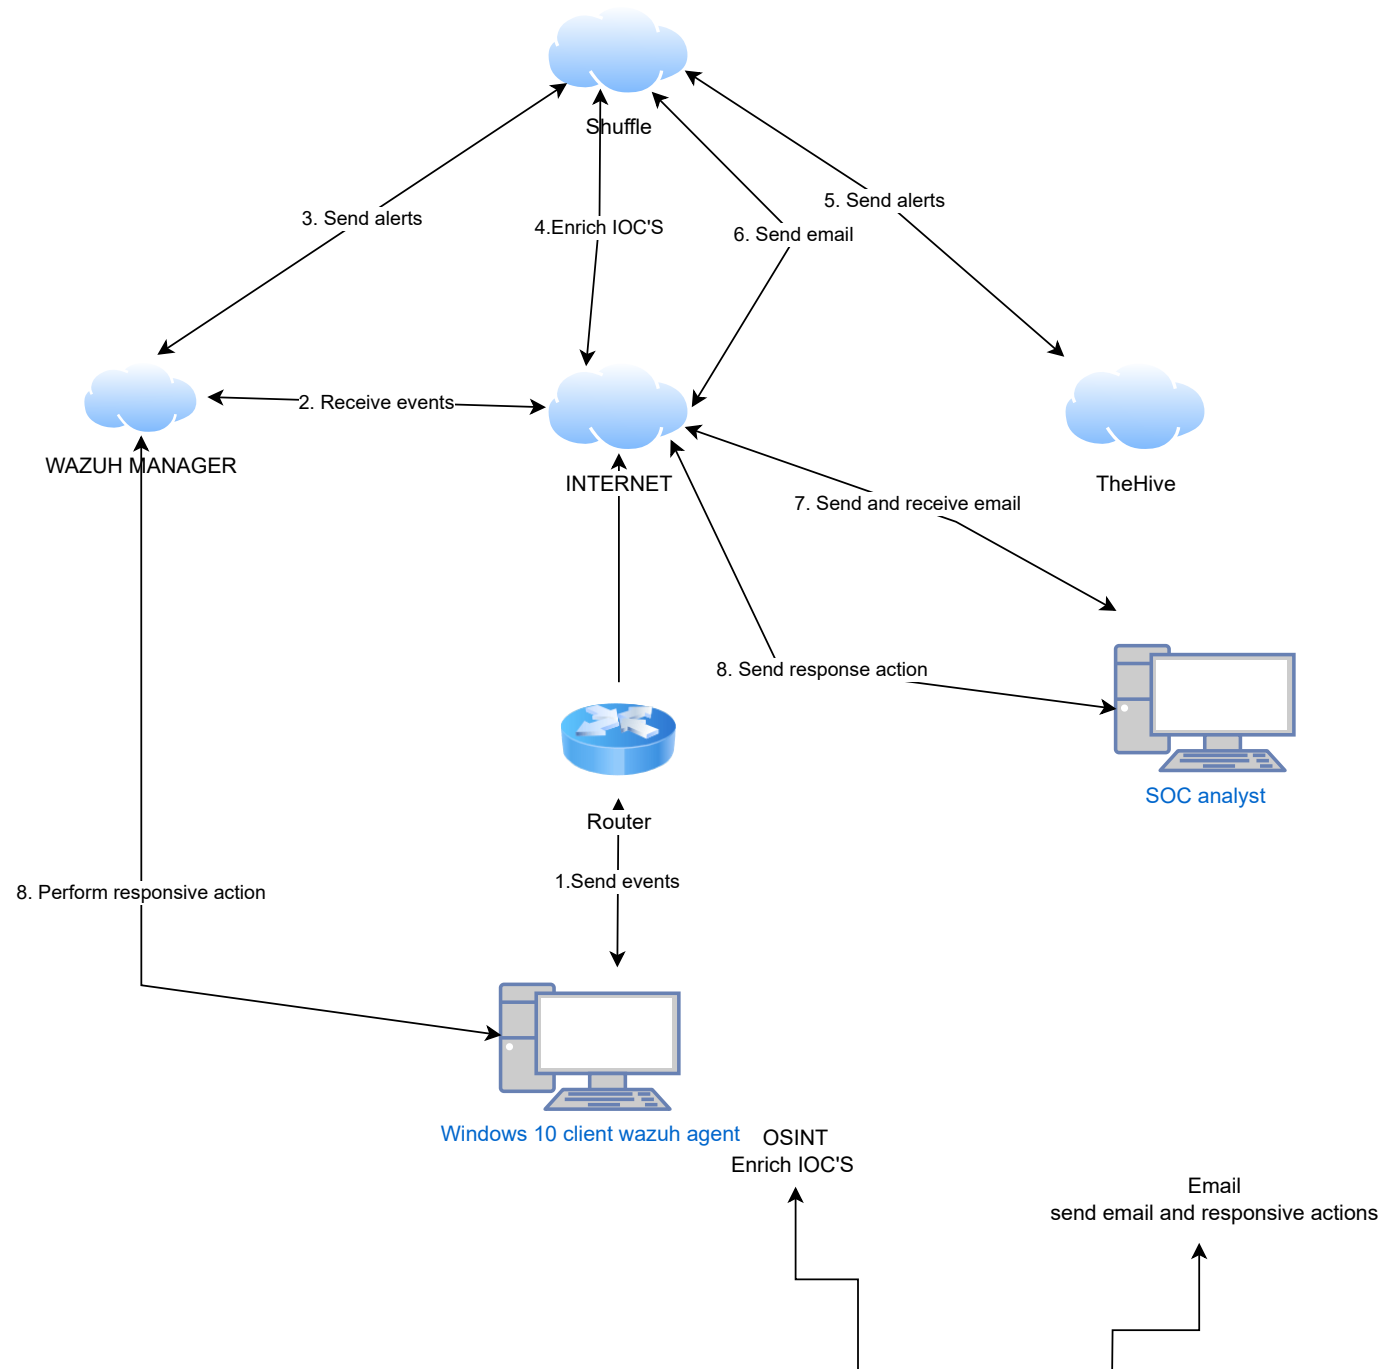 Shuffle
5. Send alerts
3. Send alerts
4.Enrich IOC'S
6. Send email
2. Receive events
WAZUH MANAGER
INTERNET
TheHive
7. Send and receive email
8. Send response action
SOC analyst
Router
1.Send events
8. Perform responsive action
Windows 10 client wazuh agent
OSINT
Enrich IOC'S
Email
send email and responsive actions